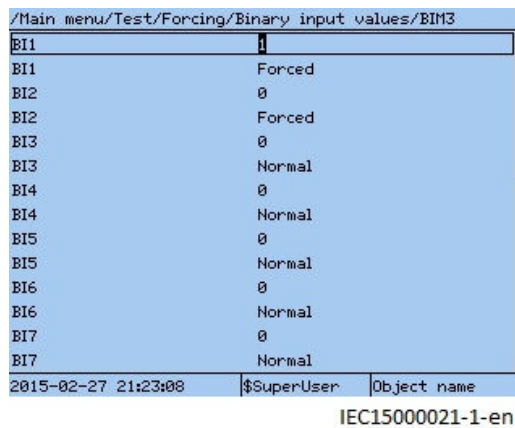 /Main menu/Test/Forcing/Binary input values/BIM3
BI1 1
BI1 Forced
BI2 0
BI2 Forced
BI3 0
BI3 Normal
BI4 0
BI4 Normal
BI5 0
BI5 Normal
BI6 0
BI6 Normal
BI7 0
BI7 Normal
2015-02-27 21:23:08 $SuperUser Object name
IEC15000021-1-en